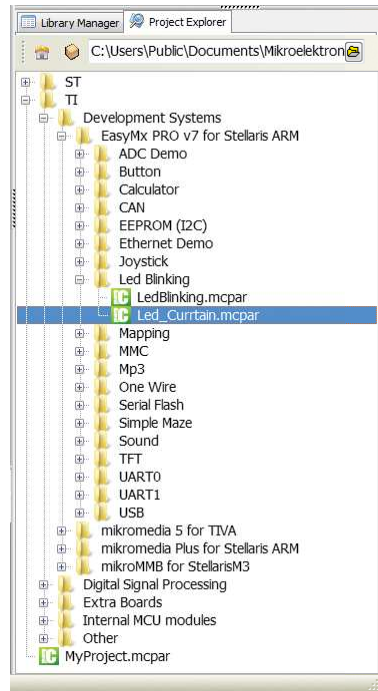 Library Manager Project Explorer
C:\Users\Public\Documents\Mikroelektron
ST
TI
Development Systems
EasyMx PRO v7 for Stellaris ARM
ADC Demo
Button
Calculator
CAN
EEPROM (I2C)
Ethernet Demo
Joystick
Led Blinking
LedBlinking.mcpar
Led_Currtain.mcpar
Mapping
MMC
Mp3
One Wire
Serial Flash
Simple Maze
Sound
TFT
UART0
UART1
USB
mikromedia 5 for TIVA
mikromedia Plus for Stellaris ARM
mikroMMB for StellarisM3
Digital Signal Processing
Extra Boards
Internal MCU modules
Other
MyProject.mcpar